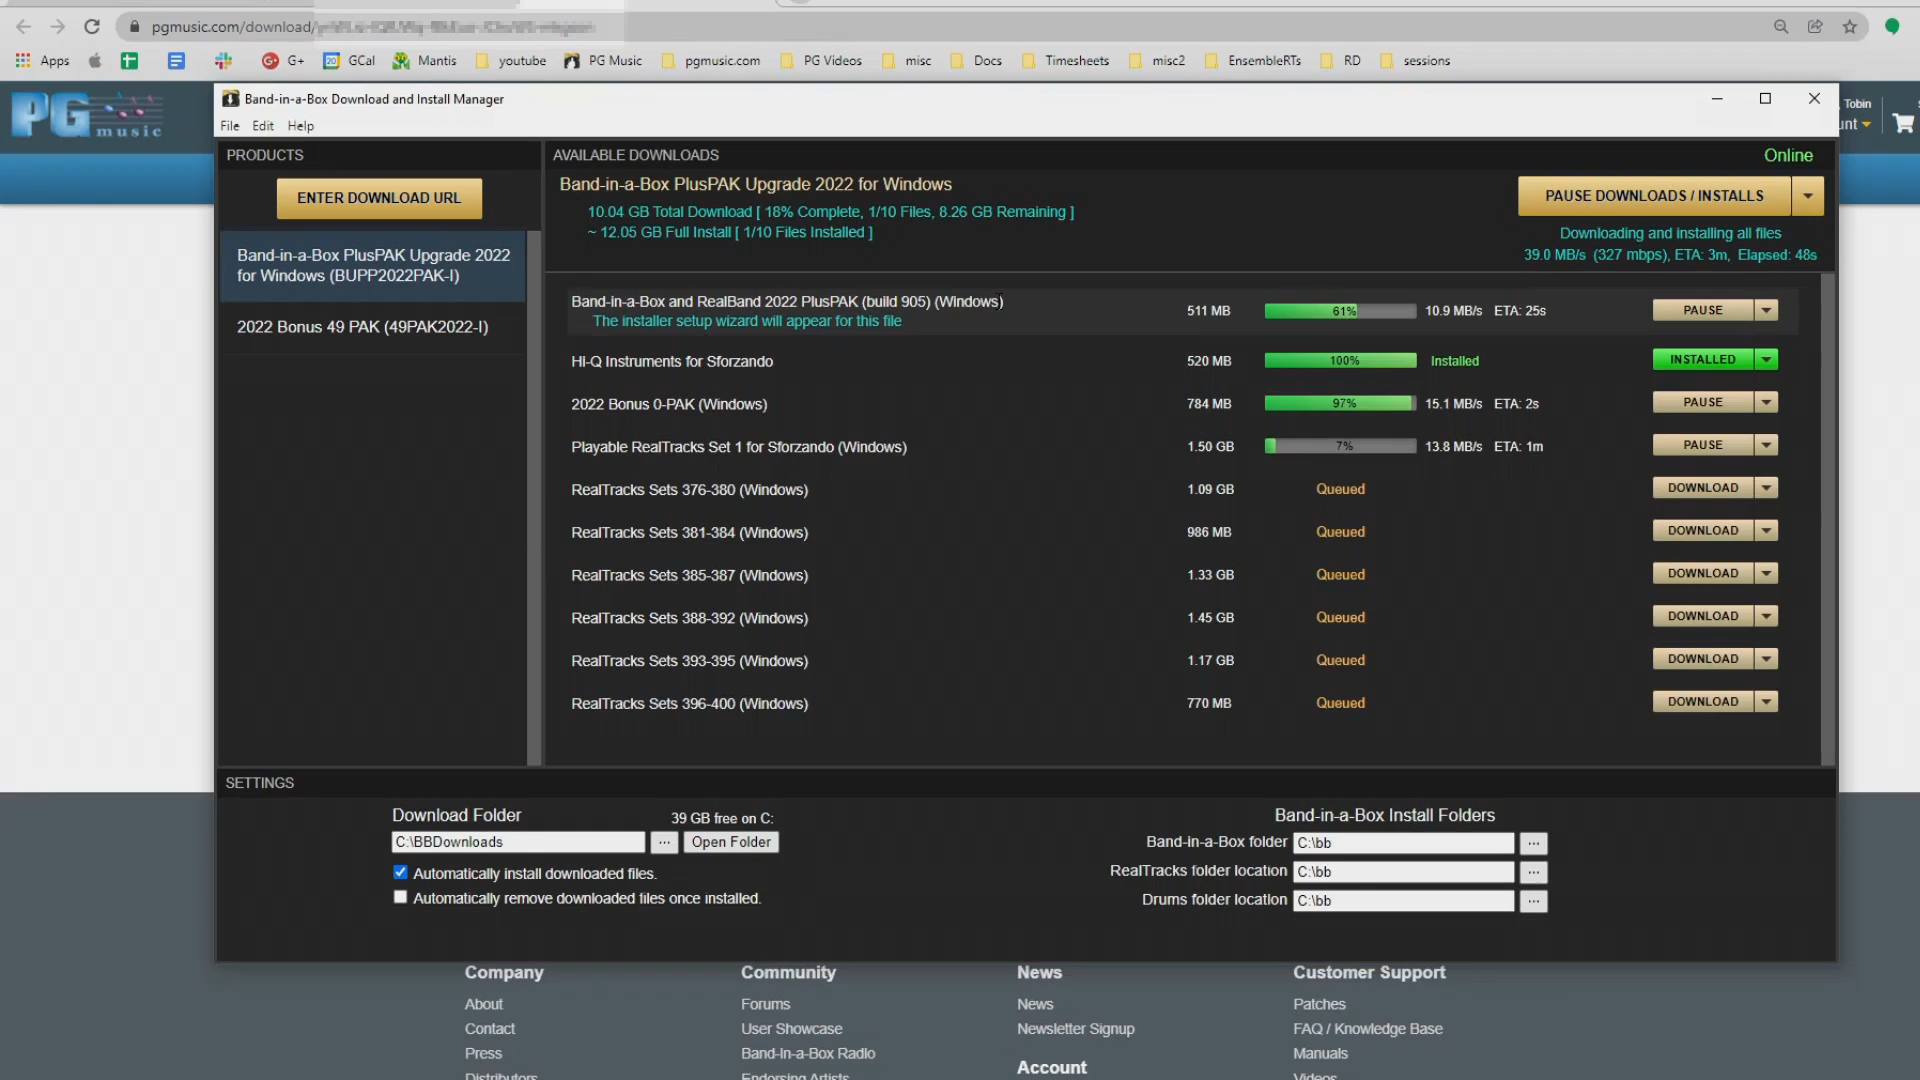 pgmusic.com/download/
Apps
G+
GCal
Mantis
youtube
PG Music
pgmusic.com
PG Videos
misc
Docs
Timesheets
misc2
EnsembleRTs
RD
sessions
PG music
Tobin
unt
Band-in-a-Box Download and Install Manager
File Edit Help
PRODUCTS
ENTER DOWNLOAD URL
Band-in-a-Box PlusPAK Upgrade 2022
for Windows (BUPP2022PAK-I)
2022 Bonus 49 PAK (49PAK2022-I)
AVAILABLE DOWNLOADS
Online
Band-in-a-Box PlusPAK Upgrade 2022 for Windows
10.04 GB Total Download [ 18% Complete, 1/10 Files, 8.26 GB Remaining ]
~ 12.05 GB Full Install [ 1/10 Files Installed ]
PAUSE DOWNLOADS / INSTALLS
Downloading and installing all files
39.0 MB/s (327 mbps), ETA: 3m, Elapsed: 48s
Band-in-a-Box and RealBand 2022 PlusPAK (build 905) (Windows)
The installer setup wizard will appear for this file
511 MB 61% 10.9 MB/s ETA: 25s PAUSE
HI-Q Instruments for Sforzando 520 MB 100% Installed INSTALLED
2022 Bonus 0-PAK (Windows) 784 MB 97% 15.1 MB/s ETA: 2s PAUSE
Playable RealTracks Set 1 for Sforzando (Windows) 1.50 GB 7% 13.8 MB/s ETA: 1m PAUSE
RealTracks Sets 376-380 (Windows) 1.09 GB Queued DOWNLOAD
RealTracks Sets 381-384 (Windows) 986 MB Queued DOWNLOAD
RealTracks Sets 385-387 (Windows) 1.33 GB Queued DOWNLOAD
RealTracks Sets 388-392 (Windows) 1.45 GB Queued DOWNLOAD
RealTracks Sets 393-395 (Windows) 1.17 GB Queued DOWNLOAD
RealTracks Sets 396-400 (Windows) 770 MB Queued DOWNLOAD
SETTINGS
Download Folder 39 GB free on C:
C:\BBDownloads ... Open Folder
Automatically install downloaded files.
Automatically remove downloaded files once installed.
Band-in-a-Box Install Folders
Band-in-a-Box folder C:\bb ...
RealTracks folder location C:\bb ...
Drums folder location C:\bb ...
Company
About
Contact
Press
Distributors
Community
Forums
User Showcase
Band-in-a-Box Radio
Endorsing Artists
News
News
Newsletter Signup
Account
Customer Support
Patches
FAQ / Knowledge Base
Manuals
Videos